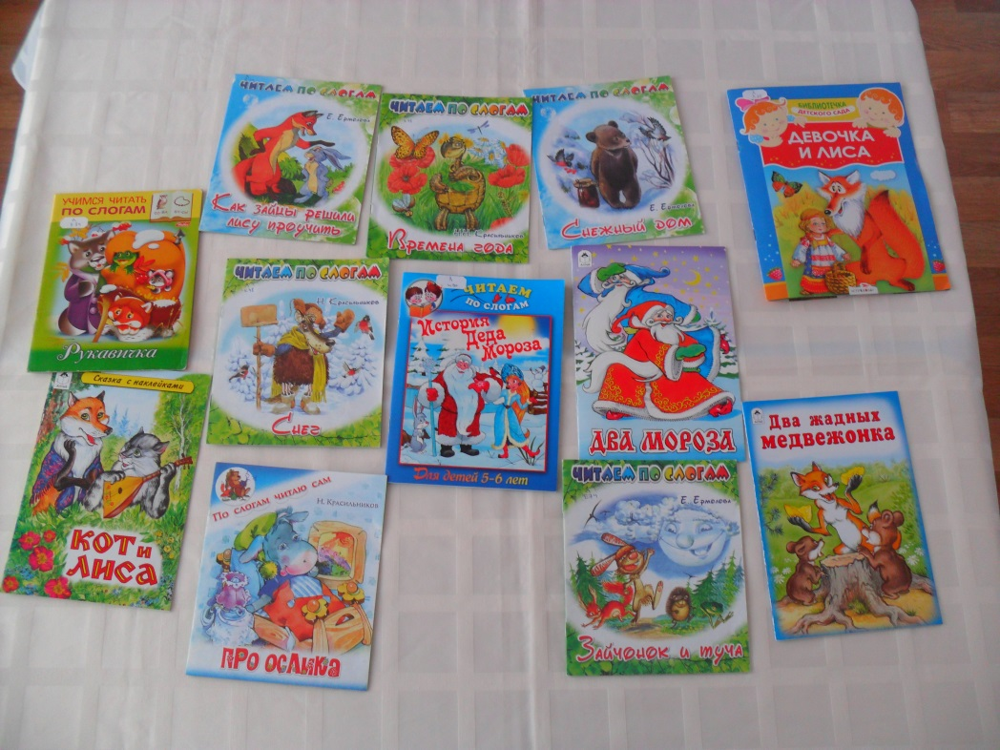 ЧИТАЕМ ПО СЛОГАМ
Е. Ермолова
Как зайцы решили
лису проучить
ЧИТАЕМ ПО СЛОГАМ
Н. Красильников
Времена года
ЧИТАЕМ ПО СЛОГАМ
Е. Ермолова
Снежный дом
БИБЛИОТЕЧКА
ДЕТСКОГО САДА
ДЕВОЧКА
И ЛИСА
УЧИМСЯ ЧИТАТЬ
ПО СЛОГАМ
Рукавичка
ЧИТАЕМ ПО СЛОГАМ
Н. Красильников
Снег
ЧИТАЕМ
ПО СЛОГАМ
История
Деда
Мороза
Для детей 5-6 лет
ДВА МОРОЗА
Сказка с наклейками
КОТ И
ЛИСА
По слогам читаю сам
Н. Красильников
ПРО ОСЛИКА
ЧИТАЕМ ПО СЛОГАМ
Е. Ермолова
Зайчонок и туча
Два жадных
медвежонка